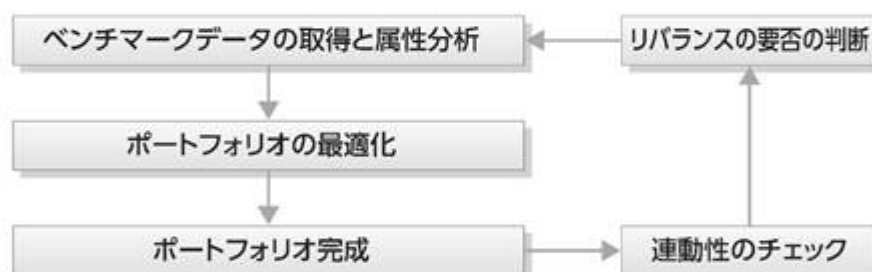 ベンチマークデータの取得と属性分析
リバランスの要否の判断
ポートフォリオの最適化
ポートフォリオ完成
連動性のチェック